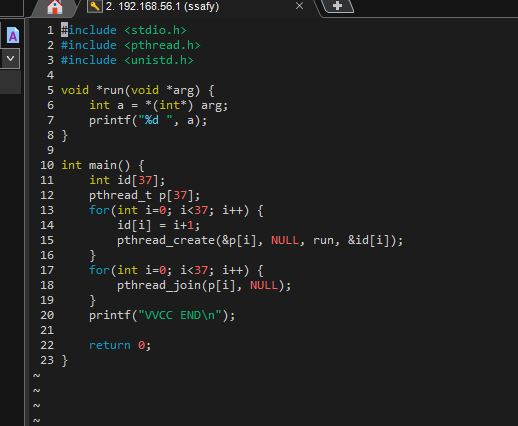 2. 192.168.56.1 (ssafy)
A
1 #include <stdio.h>
2 #include <pthread.h>
3 #include <unistd.h>
4
5 void *run(void *arg) {
6     int a = *(int*) arg;
7     printf("%d ", a);
8 }
9
10 int main() {
11     int id[37];
12     pthread_t p[37];
13     for(int i=0; i<37; i++) {
14         id[i] = i+1;
15         pthread_create(&p[i], NULL, run, &id[i]);
16     }
17     for(int i=0; i<37; i++) {
18         pthread_join(p[i], NULL);
19     }
20     printf("VVCC END\n");
21
22     return 0;
23 }
~
~
~
~